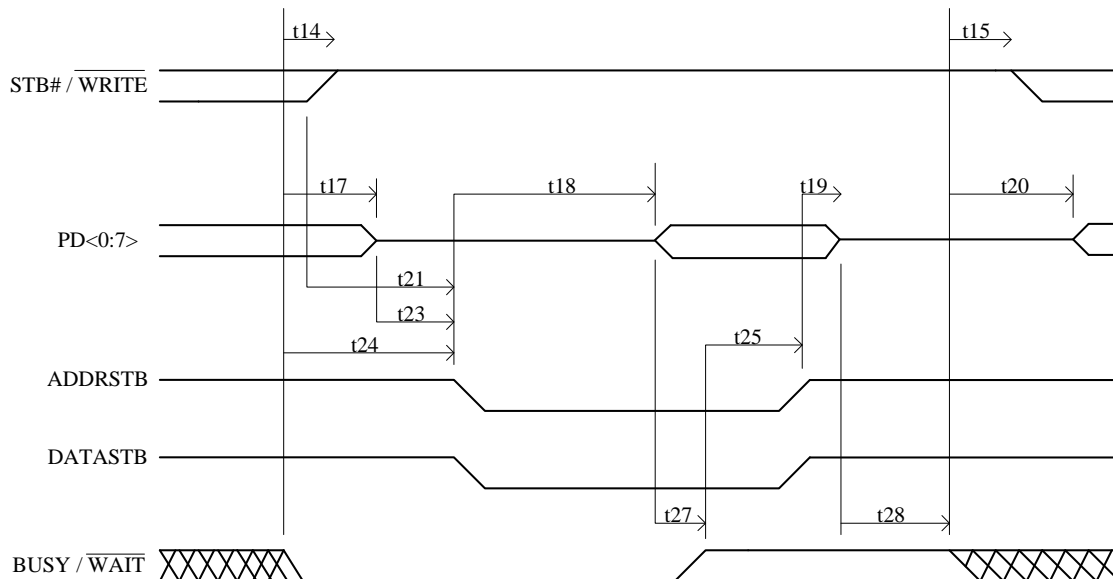 t14
t15
STB# / WRITE
t17
t18
t19
t20
PD<0:7>
t21
t23
t25
t24
ADDRSTB
DATASTB
t27
t28
BUSY / WAIT